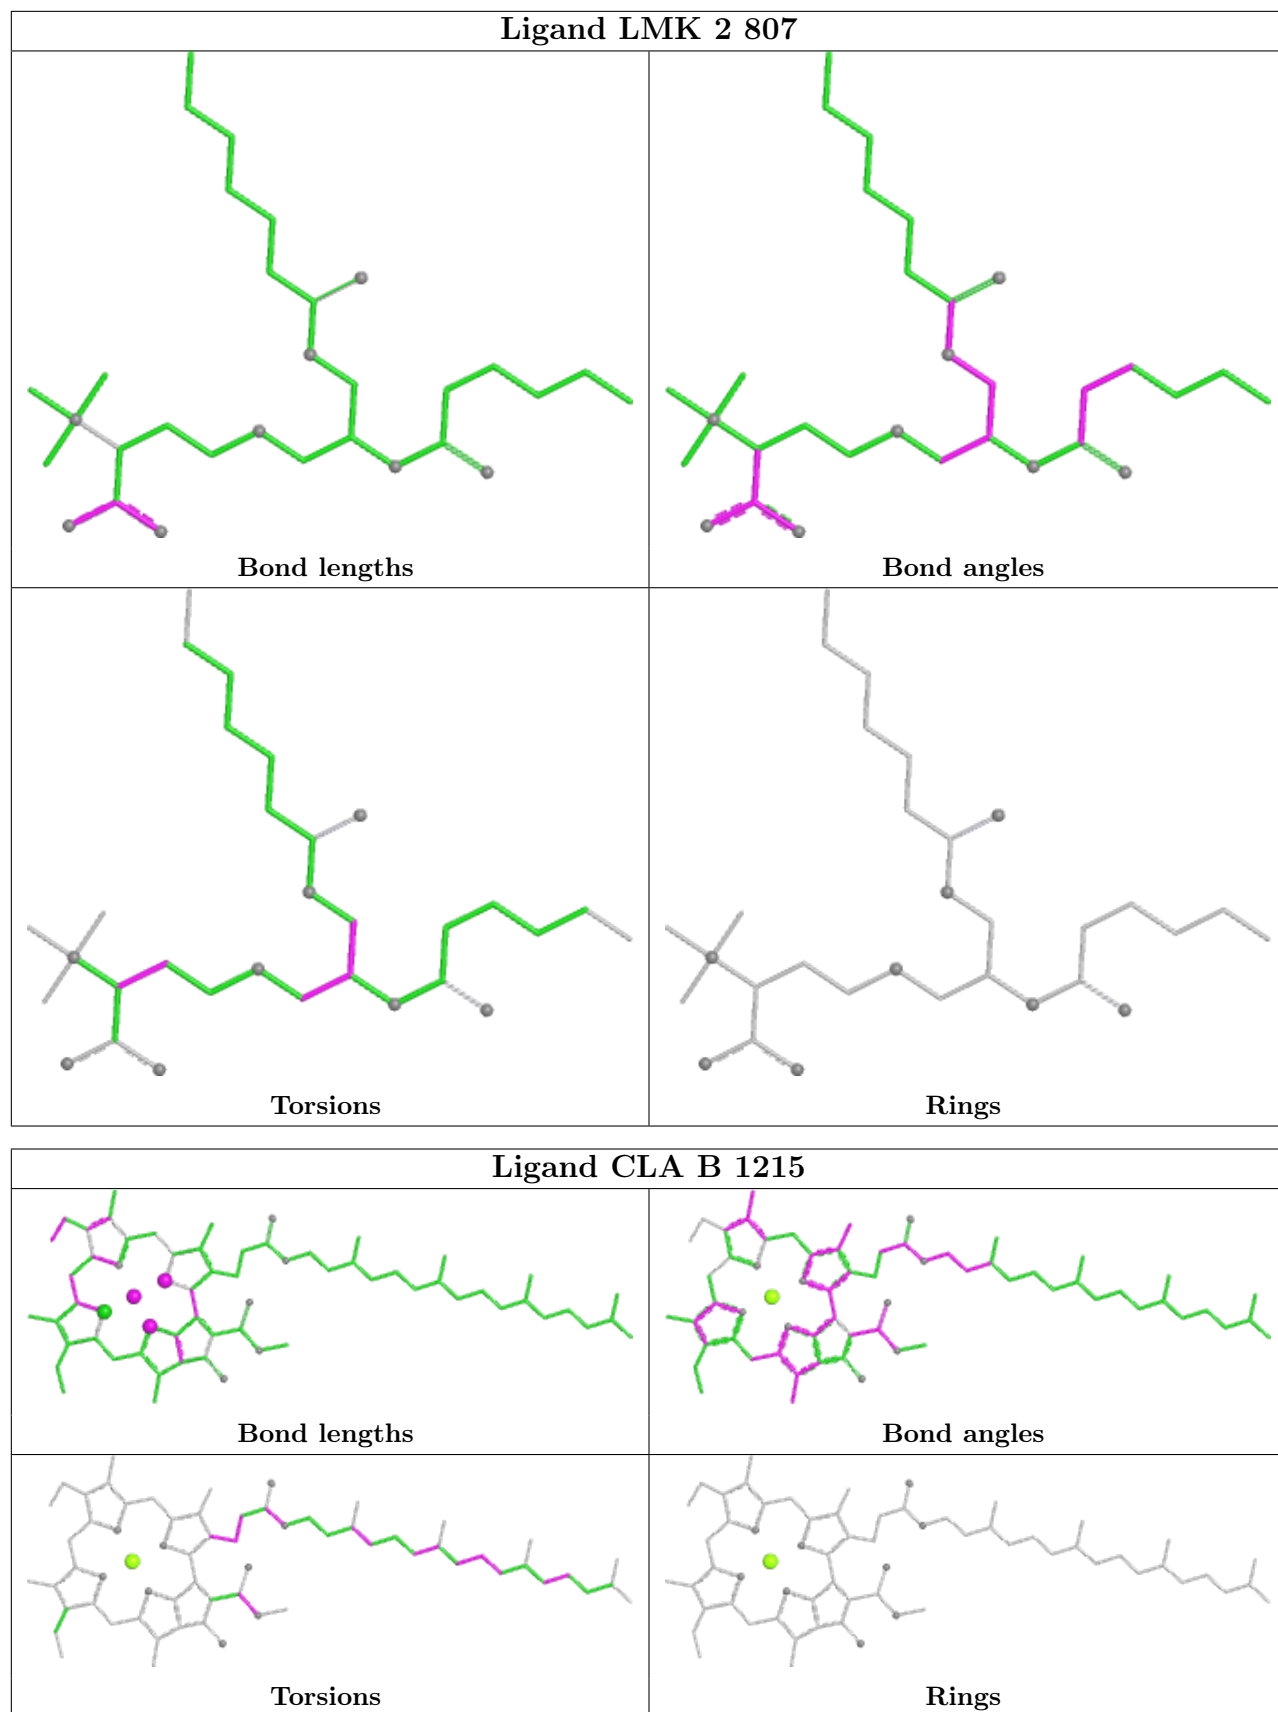 Ligand LMK 2 807
Bond lengths
Bond angles
Torsions
Rings
Ligand CLA B 1215
Bond lengths
Bond angles
Torsions
Rings